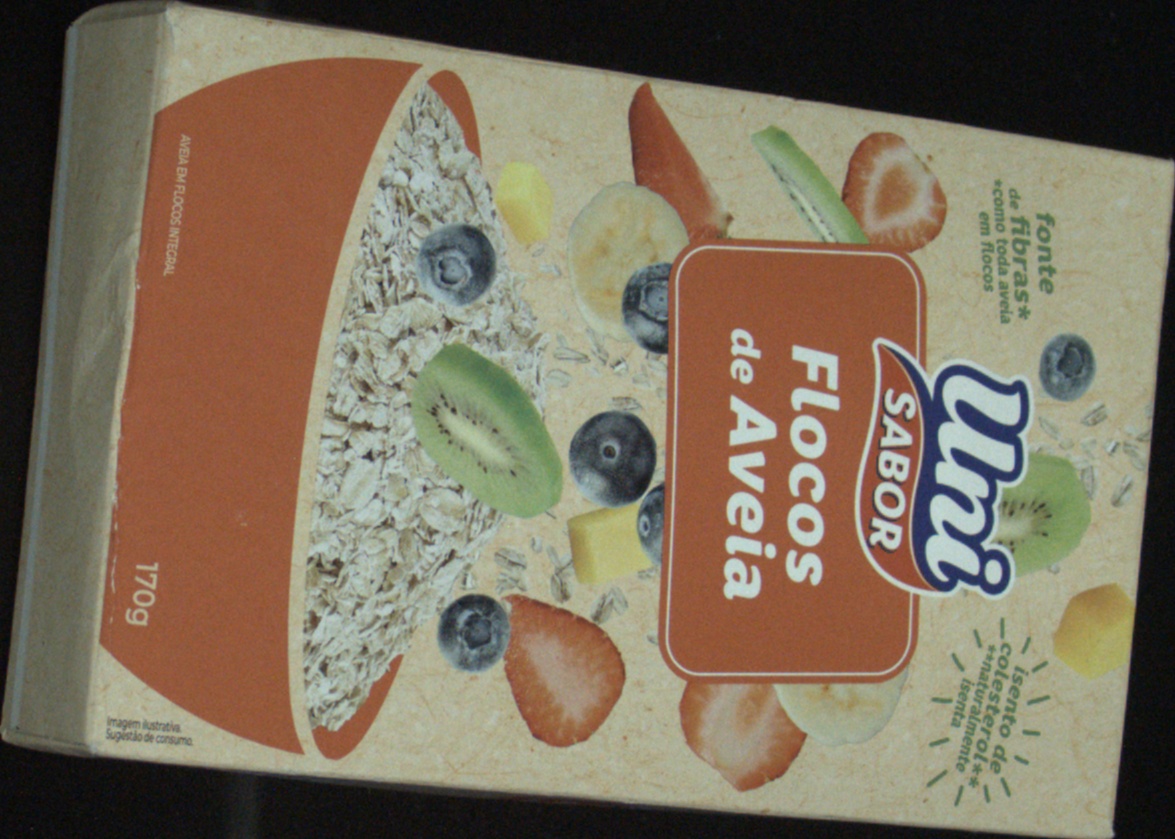 fonte
de fibras*
*como toda aveia
em flocos
Uni
SABOR
isento de
colesterol**
**naturalmente
isenta
Flocos
de Aveia
AVEIA EM FLOCOS INTEGRAL
170g
Imagem ilustrativa.
Sugestão de consumo.